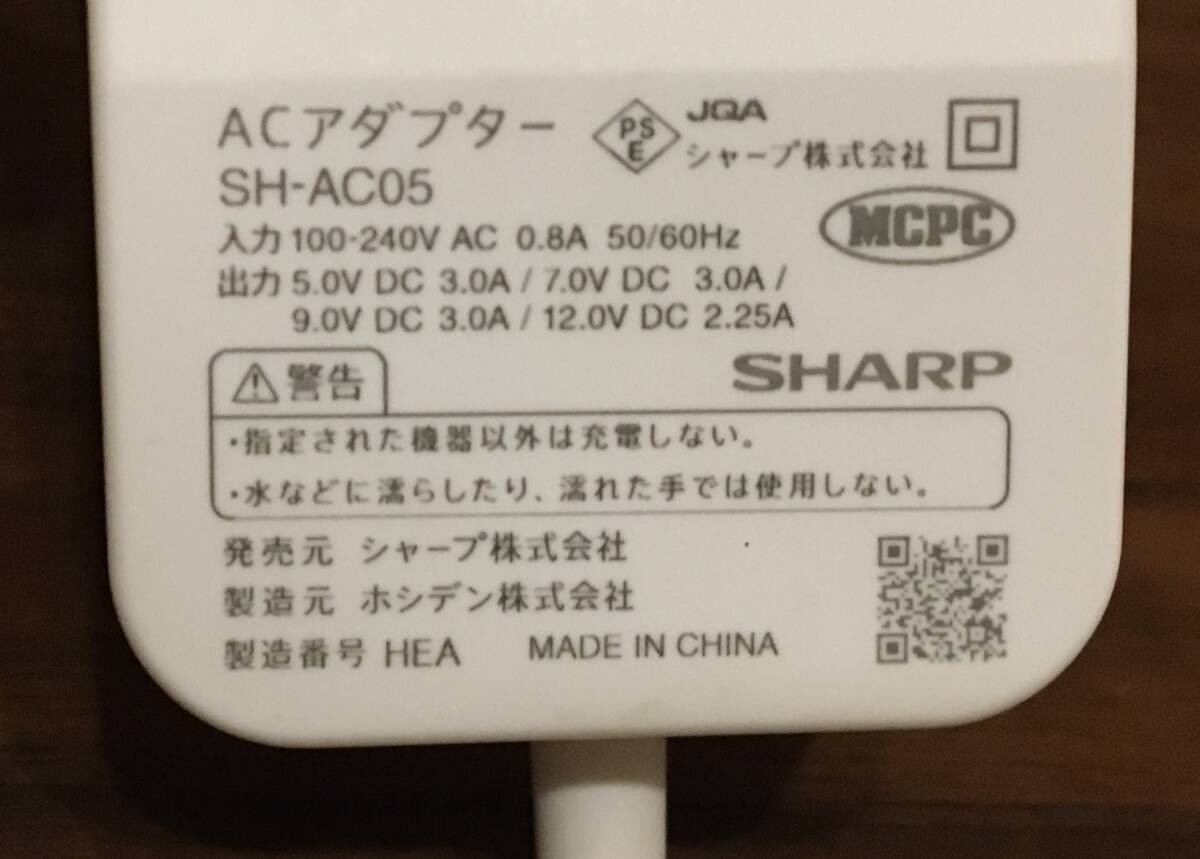 ACアダプター
PSE
JQA
シャープ株式会社
SH-AC05
MCPC
入力 100-240V AC 0.8A 50/60Hz
出力 5.0V DC 3.0A / 7.0V DC 3.0A /
9.0V DC 3.0A / 12.0V DC 2.25A
SHARP
警告
・指定された機器以外は充電しない。
・水などに濡らしたり、濡れた手では使用しない。
発売元 シャープ株式会社
製造元 ホシデン株式会社
製造番号 HEA MADE IN CHINA